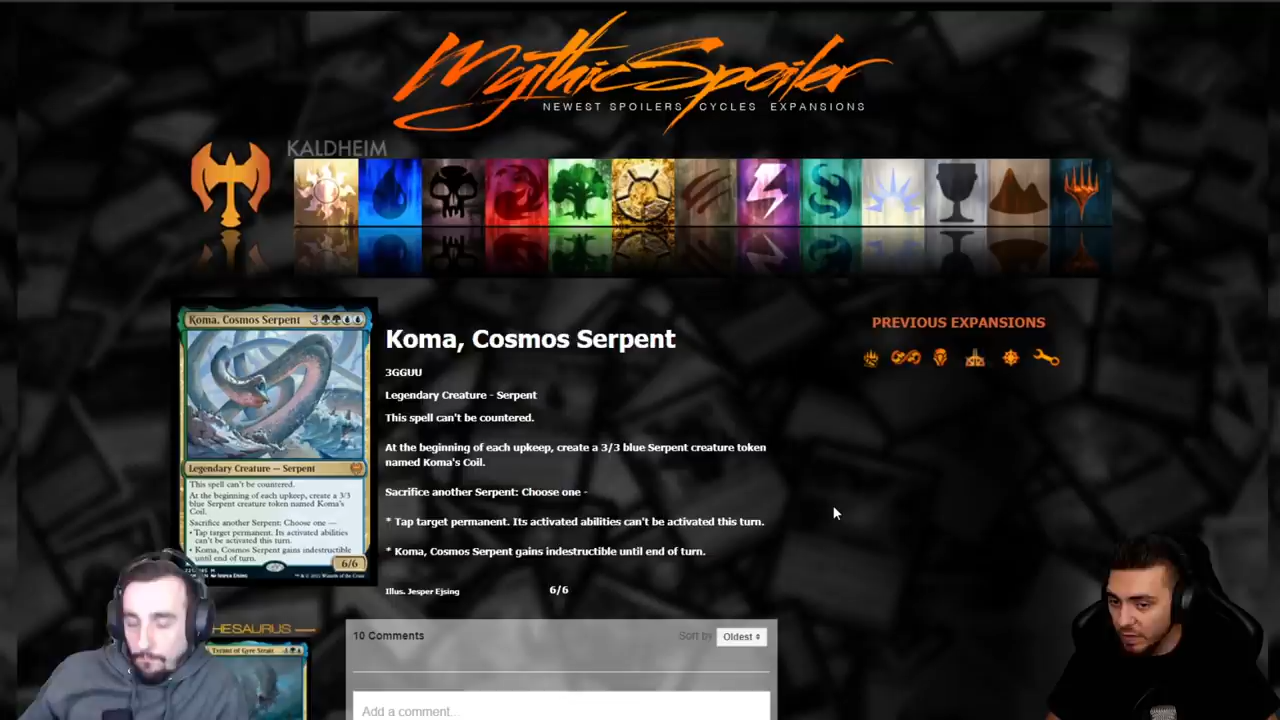 MythicSpoiler
NEWEST SPOILERS CYCLES EXPANSIONS
KALDHEIM
Koma, Cosmos Serpent 3
Legendary Creature — Serpent
This spell can't be countered.
At the beginning of each upkeep, create a 3/3
blue Serpent creature token named Koma's
Coil.
Sacrifice another Serpent: Choose one —
• Tap target permanent. Its activated abilities
can't be activated this turn.
• Koma, Cosmos Serpent gains indestructible
until end of turn.
6/6
Koma, Cosmos Serpent
3GGUU
Legendary Creature - Serpent
This spell can't be countered.
At the beginning of each upkeep, create a 3/3 blue Serpent creature token
named Koma's Coil.
Sacrifice another Serpent: Choose one -
* Tap target permanent. Its activated abilities can't be activated this turn.
* Koma, Cosmos Serpent gains indestructible until end of turn.
Illus. Jesper Ejsing 6/6
PREVIOUS EXPANSIONS
HESAURUS
Tyrant of Gyre Strait 4
10 Comments
Sort by Oldest
Add a comment...